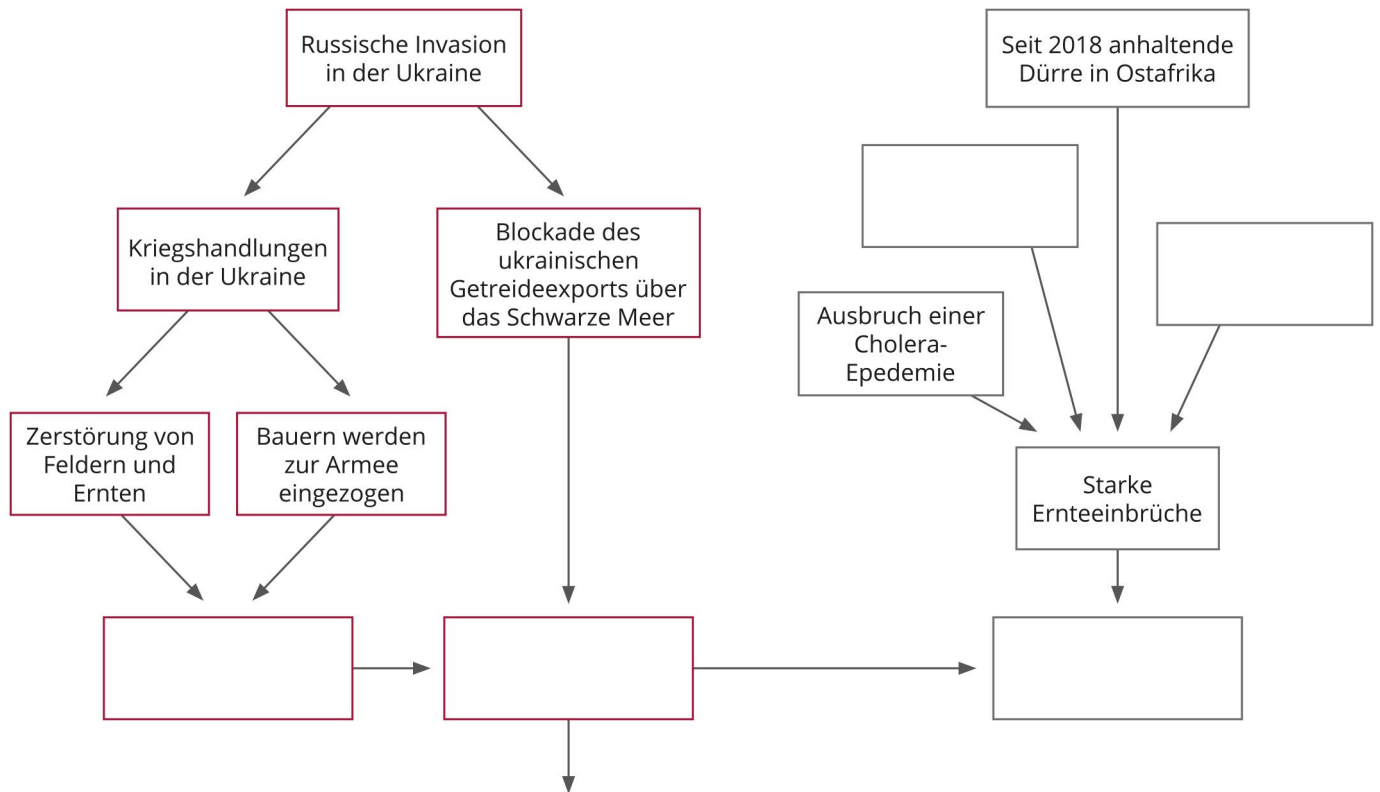 Russische Invasion
in der Ukraine
Seit 2018 anhaltende
Dürre in Ostafrika
Kriegshandlungen
in der Ukraine
Blockade des
ukrainischen
Getreideexports über
das Schwarze Meer
Ausbruch einer
Cholera-
Epedemie
Zerstörung von
Feldern und
Ernten
Bauern werden
zur Armee
eingezogen
Starke
Ernteeinbrüche